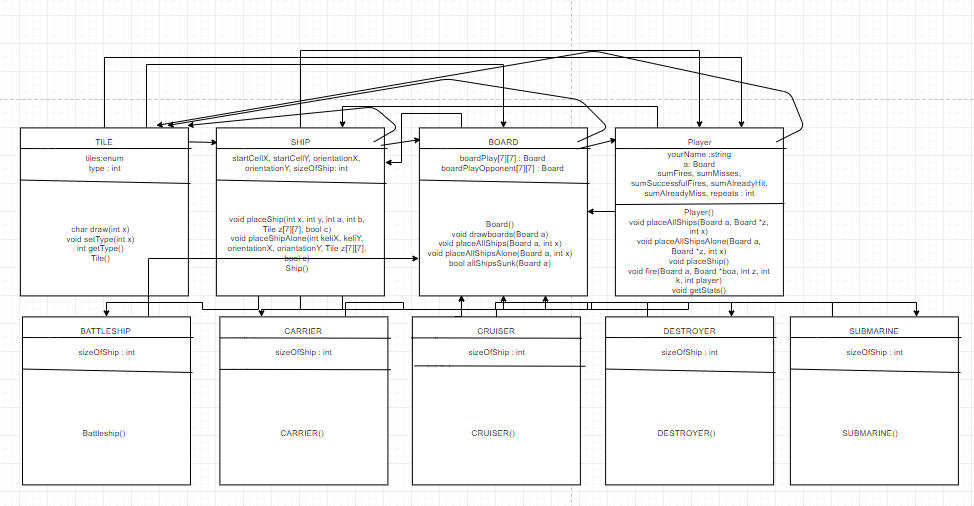 TILE
tiles:enum
type : int
char draw(int x)
void setType(int x)
int getType()
Tile()
SHIP
startCellX, startCellY, orientationX,
orientationY, sizeOfShip: int
void placeShip(int x, int y, int a, int b,
Tile z[7][7], bool c)
void placeShipAlone(int keliX, keliY,
orientationX, oriantationY, Tile z[7][7],
bool c)
Ship()
BOARD
boardPlay[7][7] : Board
boardPlayOpponent[7][7] : Board
Board()
void drawboards(Board a)
void placeAllShips(Board a, int x)
void placeAllShipsAlone(Board a, int x)
bool allShipsSunk(Board a)
Player
yourName :string
a: Board
sumFires, sumMisses,
sumSuccessfulFires, sumAlreadyHit,
sumAlreadyMiss, repeats : int
Player()
void placeAllShips(Board a, Board *z,
int x)
void placeAllShipsAlone(Board a,
Board *z, int x)
void placeShip()
void fire(Board a, Board *boa, int z, int
k, int player)
void getStats()
BATTLESHIP
sizeOfShip : int
Battleship()
CARRIER
sizeOfShip : int
CARRIER()
CRUISER
sizeOfShip : int
CRUISER()
DESTROYER
sizeOfShip : int
DESTROYER()
SUBMARINE
sizeOfShip : int
SUBMARINE()